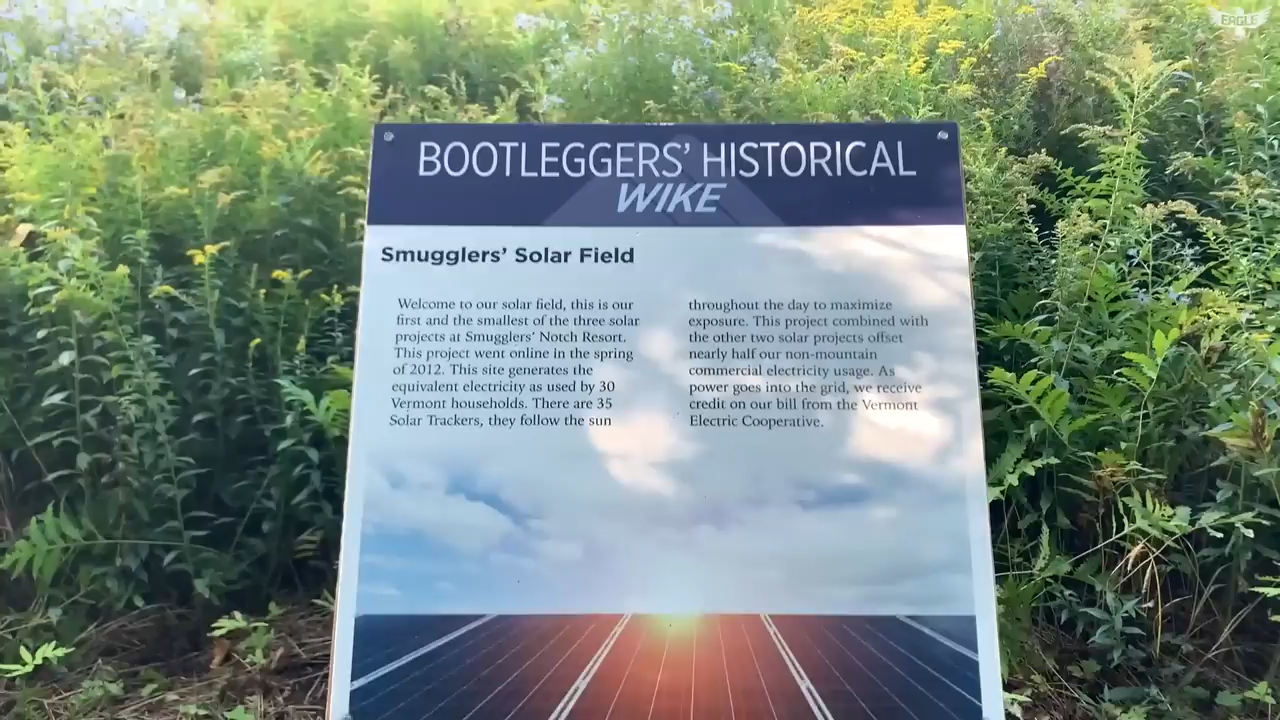 EAGLE
BOOTLEGGERS' HISTORICAL
WIKE
Smugglers' Solar Field
Welcome to our solar field, this is our
first and the smallest of the three solar
projects at Smugglers' Notch Resort.
This project went online in the spring
of 2012. This site generates the
equivalent electricity as used by 30
Vermont households. There are 35
Solar Trackers, they follow the sun
throughout the day to maximize
exposure. This project combined with
the other two solar projects offset
nearly half our non-mountain
commercial electricity usage. As
power goes into the grid, we receive
credit on our bill from the Vermont
Electric Cooperative.